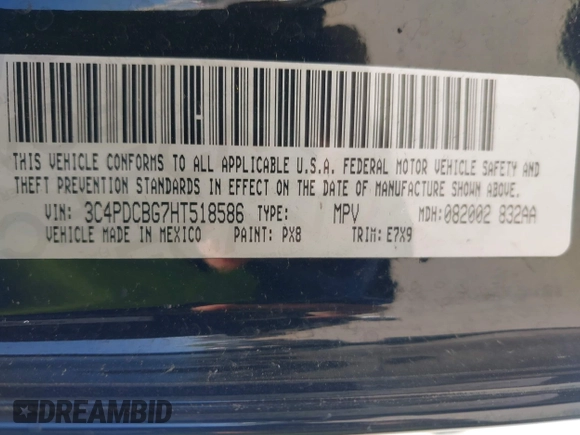 THIS VEHICLE CONFORMS TO ALL APPLICABLE U.S.A. FEDERAL MOTOR VEHICLE SAFETY AND
THEFT PREVENTION STANDARDS IN EFFECT ON THE DATE OF MANUFACTURE SHOWN ABOVE.
VIN: 3C4PDCBG7HT518586 TYPE: MPV MDH:082002 832AA
VEHICLE MADE IN MEXICO PAINT: PX8 TRIM: E7X9
DREAMBID